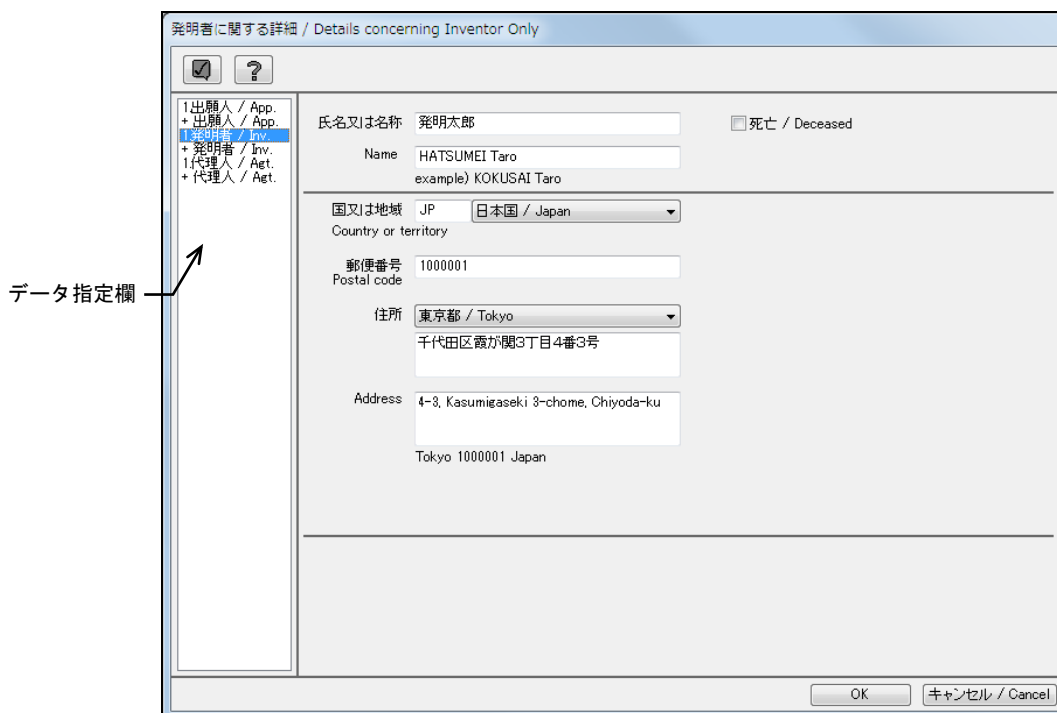 発明者に関する詳細 / Details concerning Inventor Only
?
1出願人 / App.
+ 出願人 / App.
1発明者 / Inv.
+ 発明者 / Inv.
1代理人 / Agt.
+ 代理人 / Agt.
データ指定欄
氏名又は名称 発明太郎 死亡 / Deceased
Name HATSUMEI Taro
example) KOKUSAI Taro
国又は地域 JP 日本国 / Japan
Country or territory
郵便番号 1000001
Postal code
住所 東京都 / Tokyo
千代田区霞が関3丁目4番3号
Address 4-3, Kasumigaseki 3-chome, Chiyoda-ku
Tokyo 1000001 Japan
OK キャンセル / Cancel